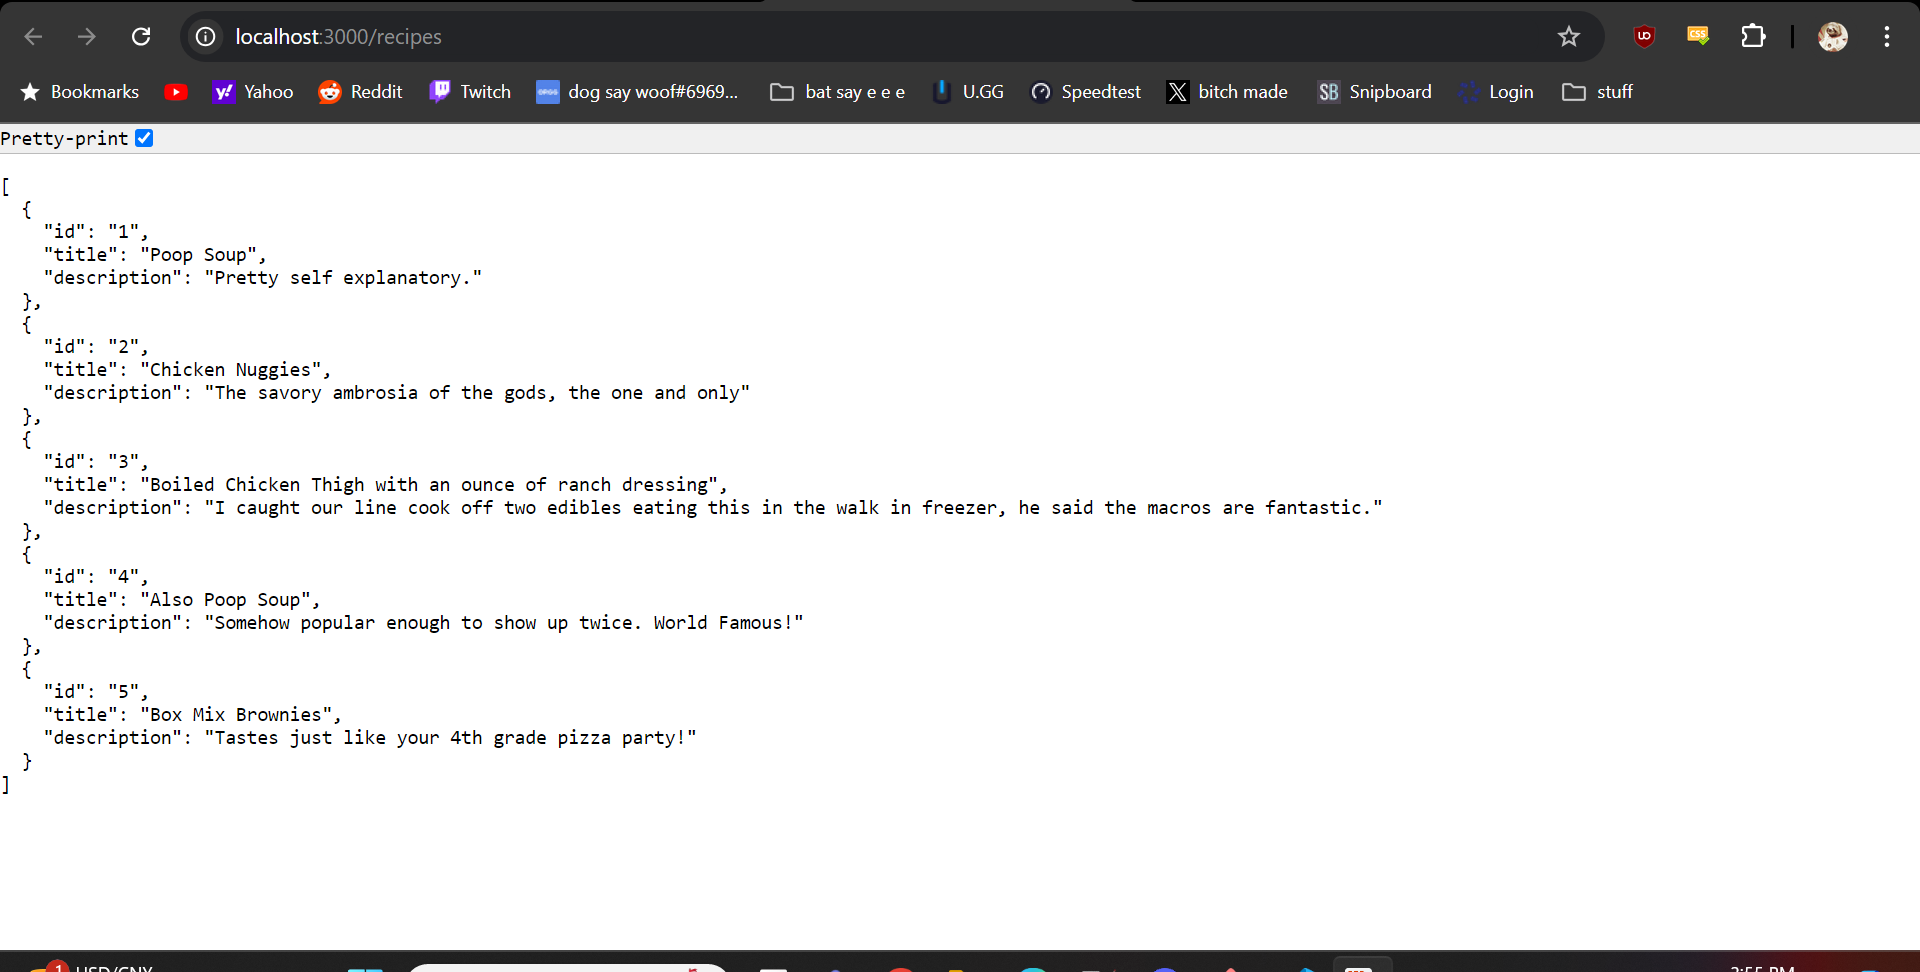 localhost:3000/recipes
Bookmarks Yahoo Reddit Twitch dog say woof#6969... bat say e e e U.GG Speedtest bitch made SB Snipboard Login stuff
Pretty-print
[
  {
    "id": "1",
    "title": "Poop Soup",
    "description": "Pretty self explanatory."
  },
  {
    "id": "2",
    "title": "Chicken Nuggies",
    "description": "The savory ambrosia of the gods, the one and only"
  },
  {
    "id": "3",
    "title": "Boiled Chicken Thigh with an ounce of ranch dressing",
    "description": "I caught our line cook off two edibles eating this in the walk in freezer, he said the macros are fantastic."
  },
  {
    "id": "4",
    "title": "Also Poop Soup",
    "description": "Somehow popular enough to show up twice. World Famous!"
  },
  {
    "id": "5",
    "title": "Box Mix Brownies",
    "description": "Tastes just like your 4th grade pizza party!"
  }
]
1 USD/CNY